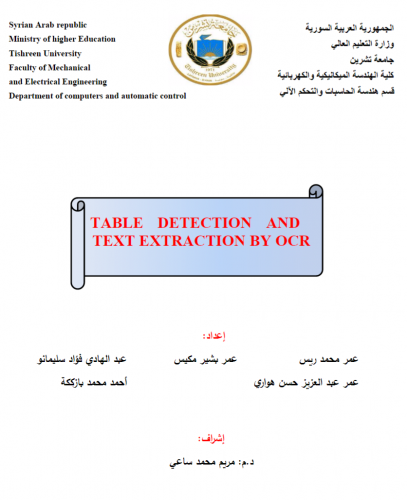 Syrian Arab republic
Ministry of higher Education
Tishreen University
Faculty of Mechanical
and Electrical Engineering
Department of computers and automatic control
الجمهورية العربية السورية
وزارة التعليم العالي
جامعة تشرين
كلية الهندسة الميكانيكية والكهربائية
قسم هندسة الحاسبات والتحكم الآلي
Tishreen University
TABLE DETECTION AND
TEXT EXTRACTION BY OCR
إعداد:
عمر محمد ريس عمر بشير مكيس عبد الهادي فؤاد سليمانو
عمر عبد العزيز حسن هواري أحمد محمد بازككة
إشراف:
د.م: مريم محمد ساعي